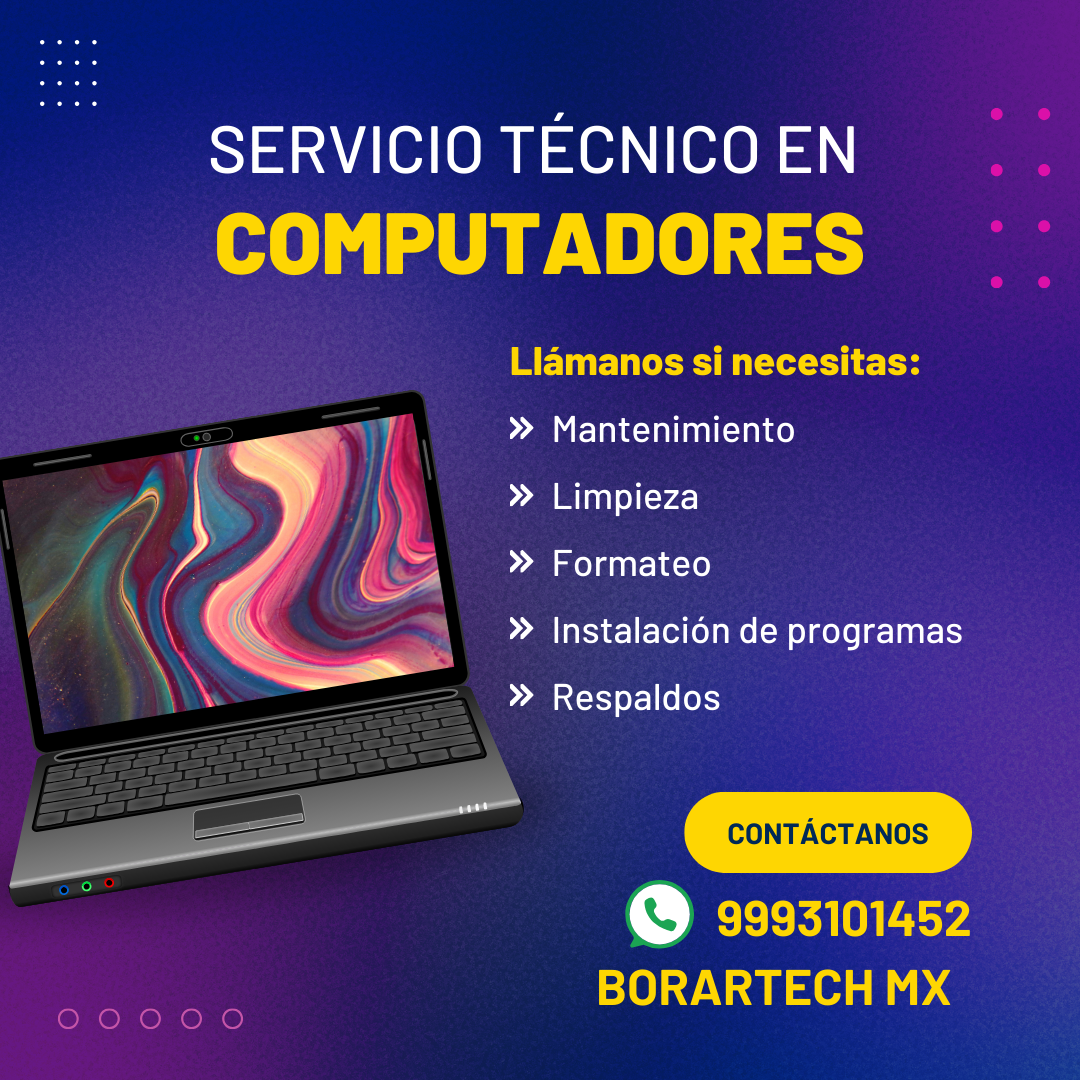 SERVICIO TÉCNICO EN
COMPUTADORES
Llámanos si necesitas:
Mantenimiento
Limpieza
Formateo
Instalación de programas
Respaldos
CONTÁCTANOS
9993101452
BORARTECH MX